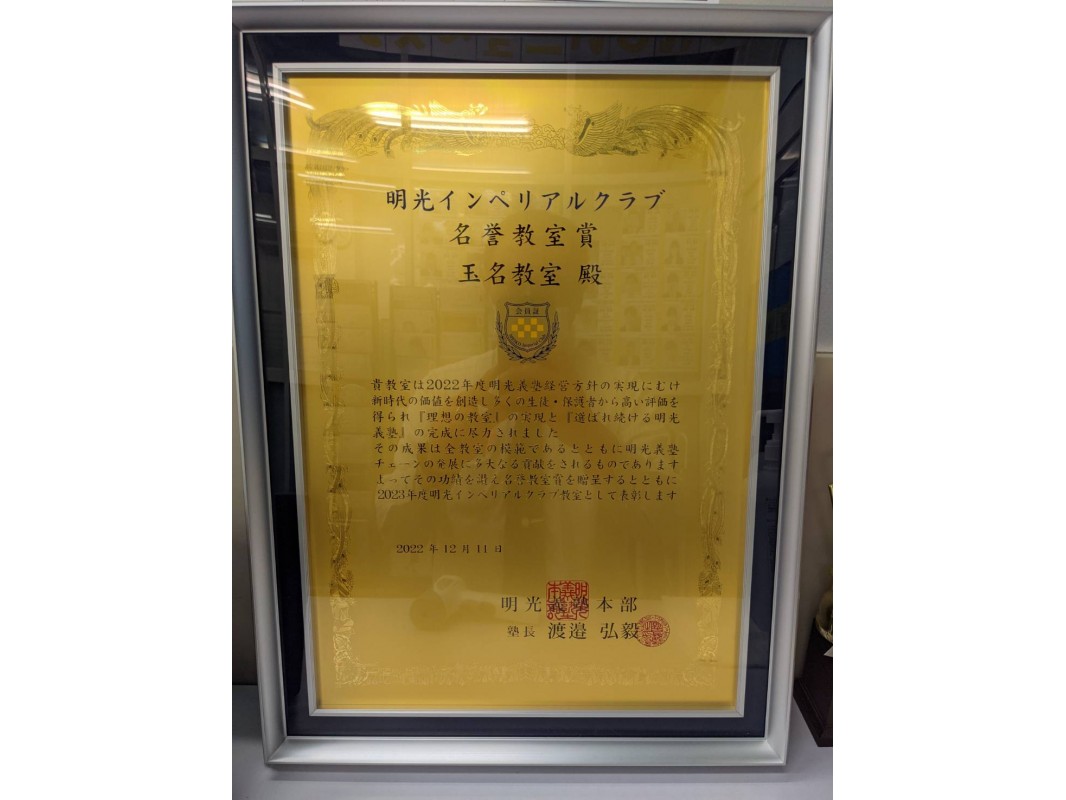 明光インペリアルクラブ
名誉教室賞
玉名教室 殿
会員証
貴教室は2022年度明光義塾経営方針の実現にむけ
新時代の価値を創造し多くの生徒・保護者から高い評価を
得られ『理想の教室』の実現と『選ばれ続ける明光
義塾』の完成に尽力されました
その成果は全教室の模範であるとともに明光義塾
チェーンの発展に多大なる貢献をされるものであります
よってその功績を讃え名誉教室賞を贈呈するとともに
2023年度明光インペリアルクラブ教室として表彰します
2022年12月11日
明光義塾本部
塾長 渡邉 弘毅